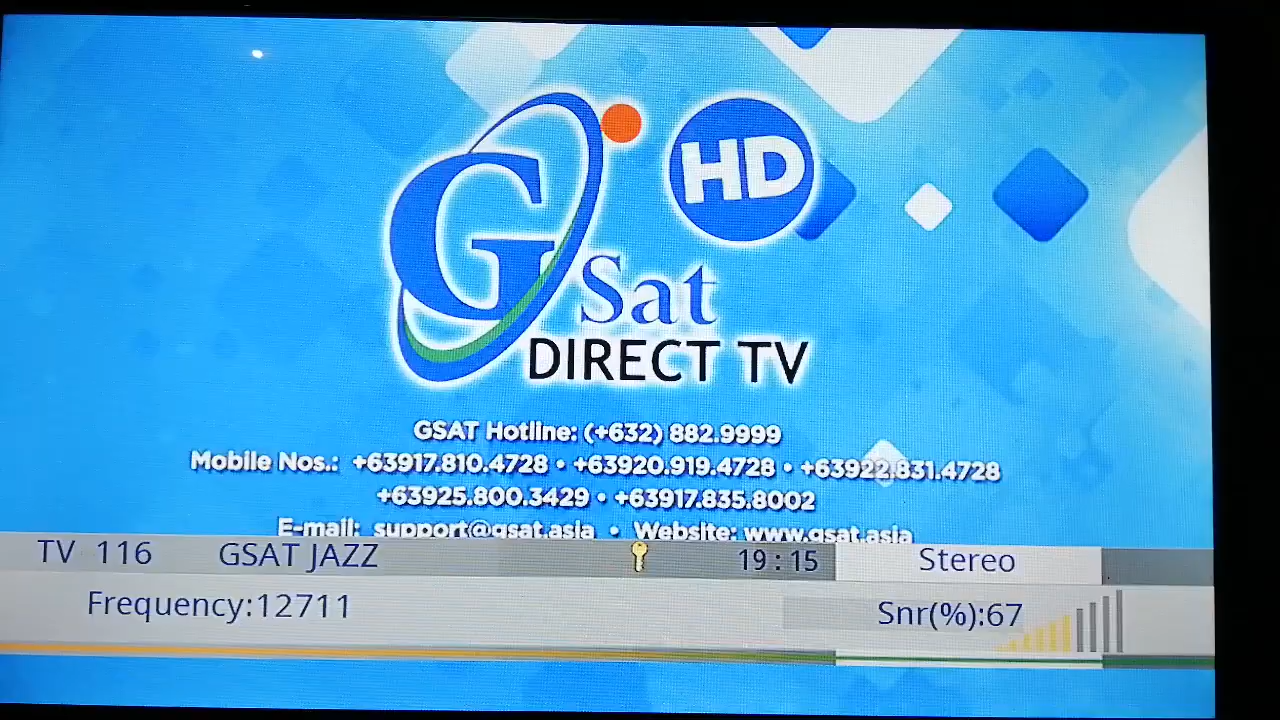 HD
GSat
DIRECT TV
GSAT Hotline: (+632) 882.9999
Mobile Nos.: +63917.810.4728 • +63920.919.4728 • +63922.831.4728
+63925.800.3429 • +63917.835.8002
E-mail: support@gsat.asia • Website: www.gsat.asia
TV 116 GSAT JAZZ 19:15 Stereo
Frequency:12711 Snr(%):67